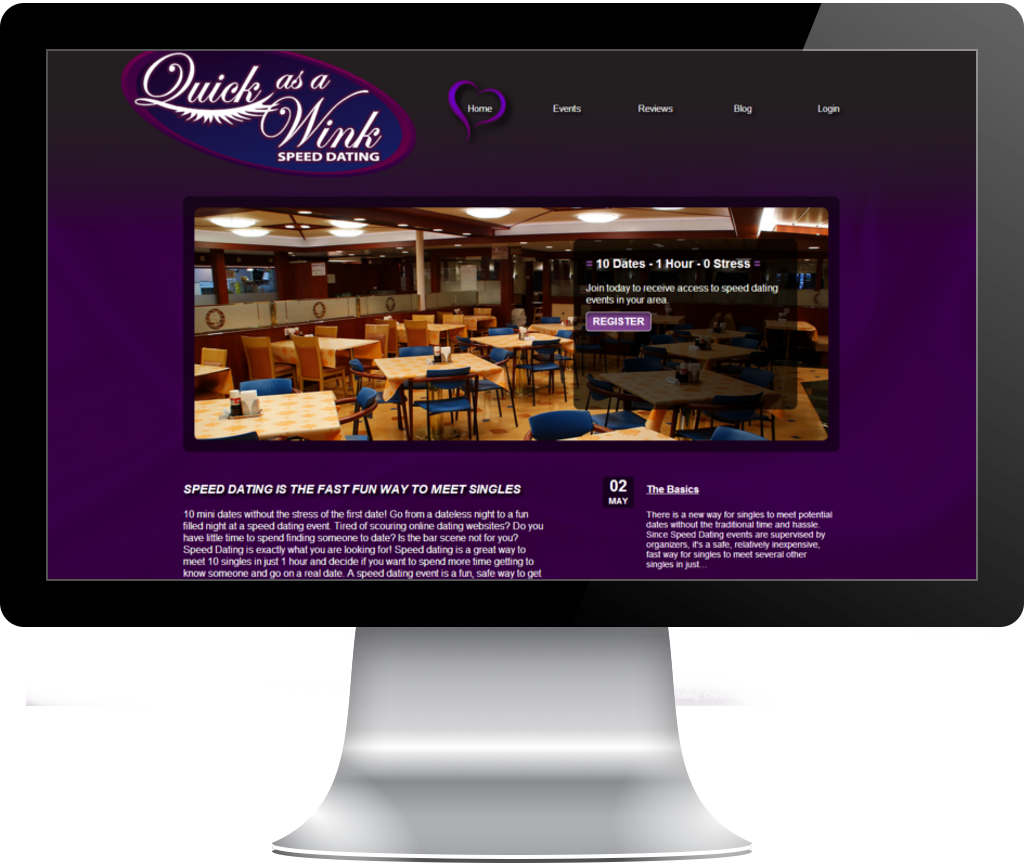 Quick as a
Wink
SPEED DATING
Home
Events
Reviews
Blog
Login
= 10 Dates - 1 Hour - 0 Stress =
Join today to receive access to speed dating
events in your area.
REGISTER
SPEED DATING IS THE FAST FUN WAY TO MEET SINGLES
10 mini dates without the stress of the first date! Go from a dateless night to a fun
filled night at a speed dating event. Tired of scouring online dating websites? Do you
have little time to spend finding someone to date? Is the bar scene not for you?
Speed Dating is exactly what you are looking for! Speed dating is a great way to
meet 10 singles in just 1 hour and decide if you want to spend more time getting to
know someone and go on a real date. A speed dating event is a fun, safe way to get
02
MAY
The Basics
There is a new way for singles to meet potential
dates without the traditional time and hassle.
Since Speed Dating events are supervised by
organizers, it's a safe, relatively inexpensive,
fast way for singles to meet several other
singles in just...